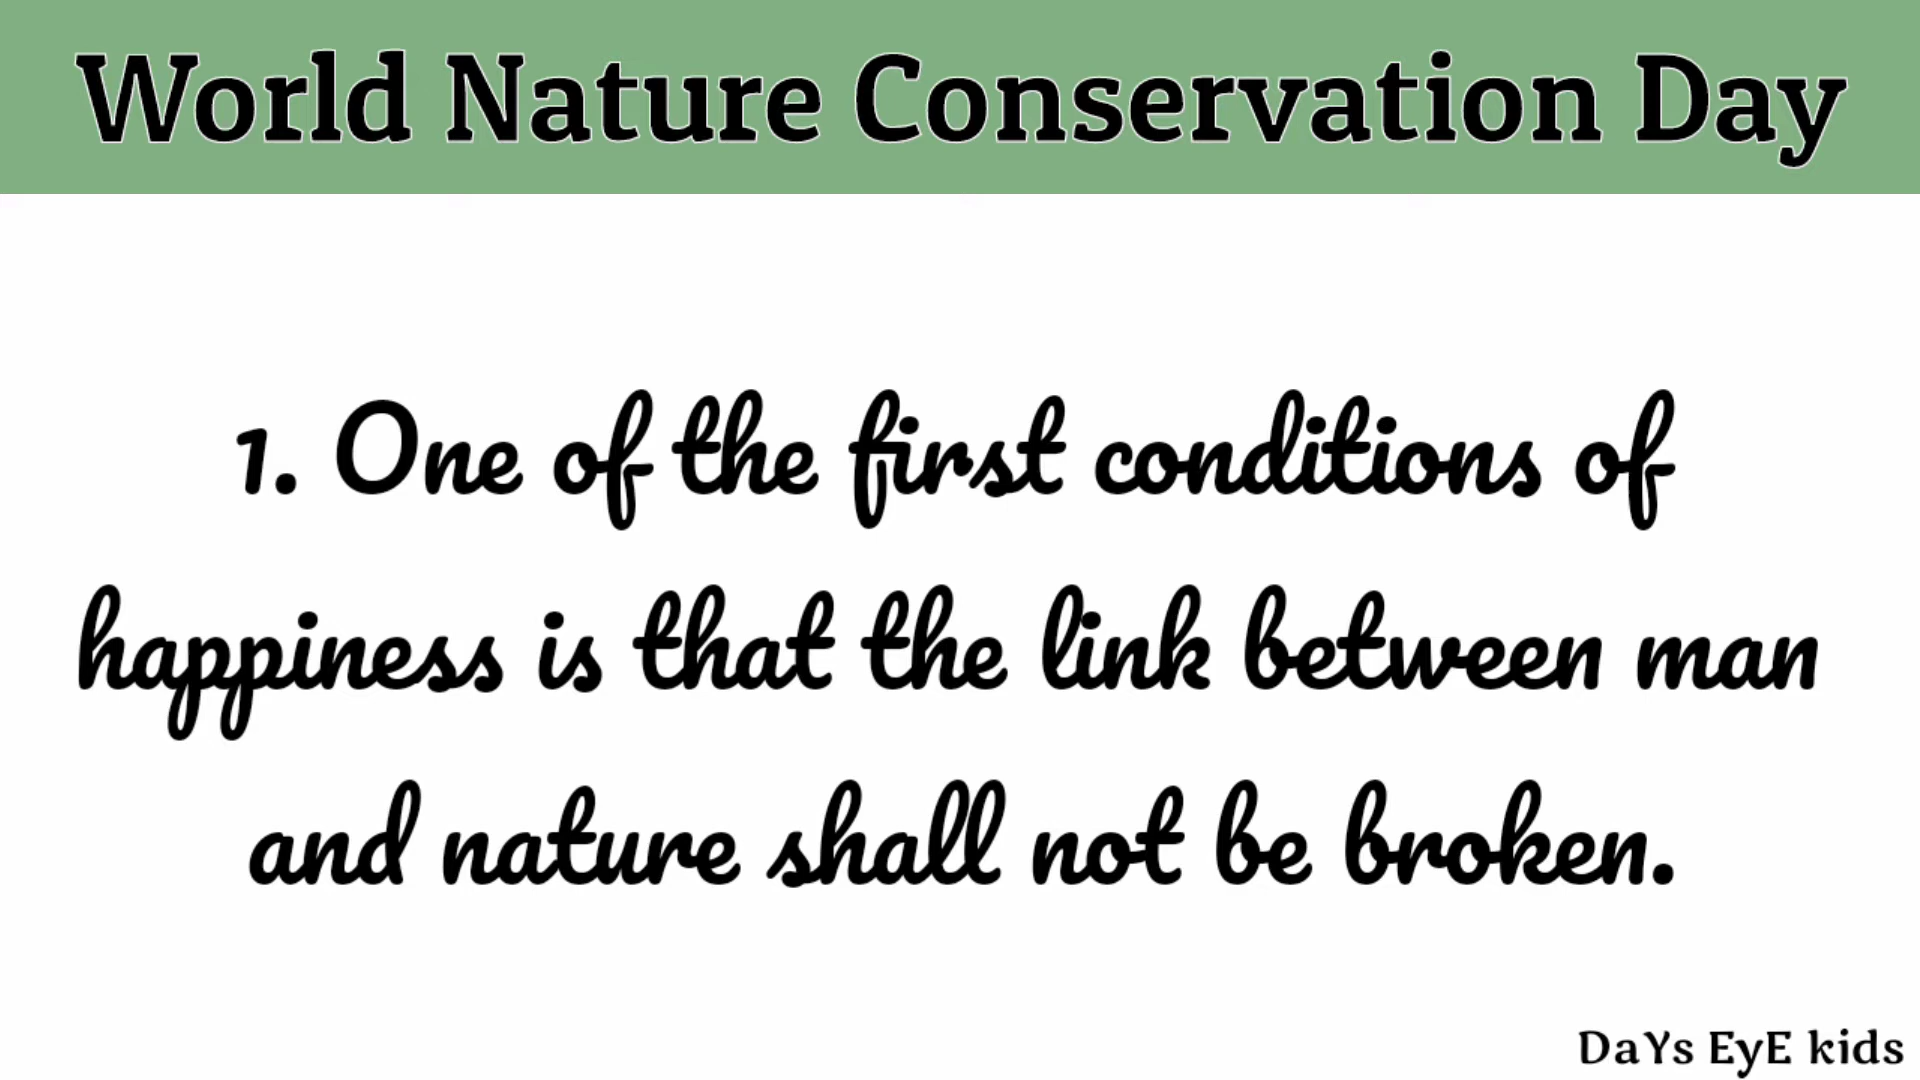 World Nature Conservation Day
1. One of the first conditions of
happiness is that the link between man
and nature shall not be broken.
DaYs EyE kids